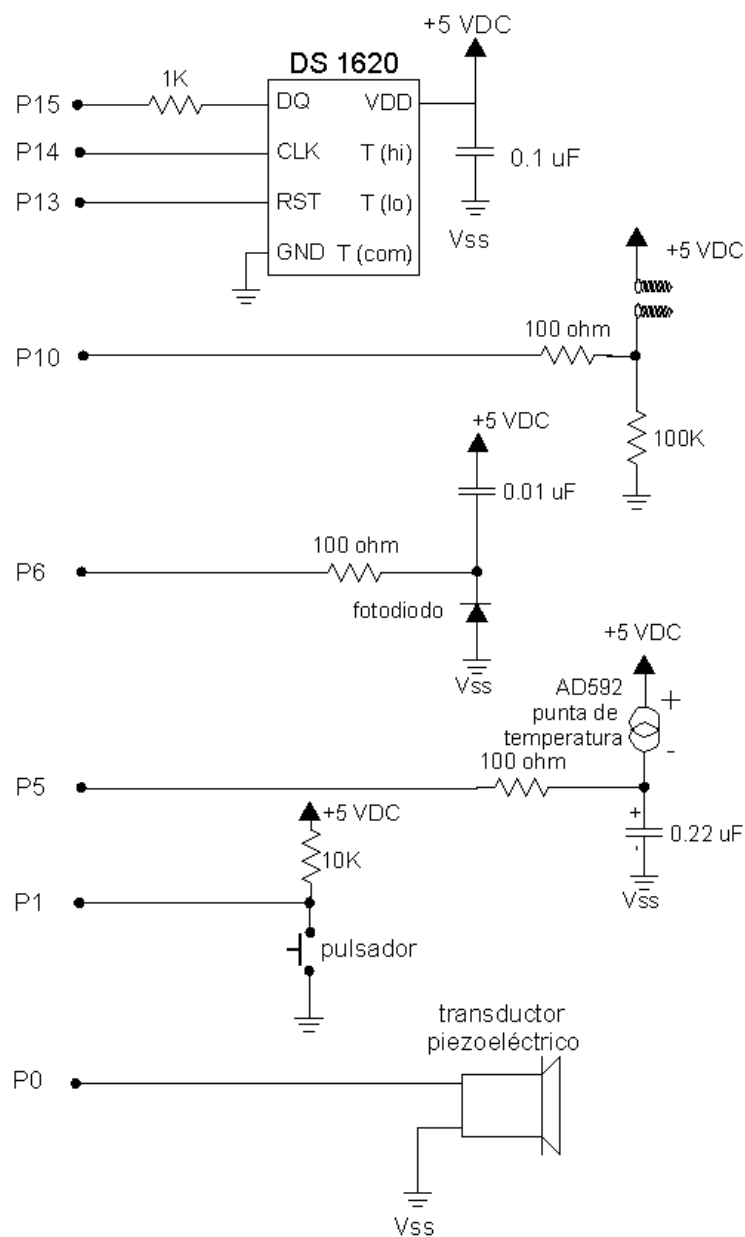 +5 VDC
DS 1620
1K
P15
DQ
VDD
P14
CLK
T (hi)
0.1 uF
P13
RST
T (lo)
Vss
GND
T (com)
+5 VDC
100 ohm
P10
100K
+5 VDC
0.01 uF
100 ohm
P6
fotodiodo
Vss
+5 VDC
AD592
punta de
temperatura
+
-
100 ohm
P5
+5 VDC
+
-
0.22 uF
10K
Vss
P1
pulsador
transductor
piezoeléctrico
P0
Vss